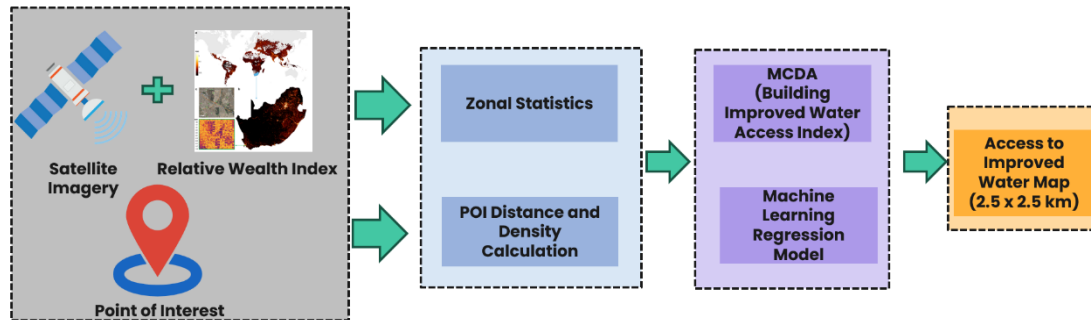 Satellite
Imagery
Relative Wealth Index
Point of Interest
Zonal Statistics
POI Distance and
Density
Calculation
MCDA
(Building
Improved Water
Access Index)
Machine
Learning
Regression
Model
Access to
Improved
Water Map
(2.5 x 2.5 km)